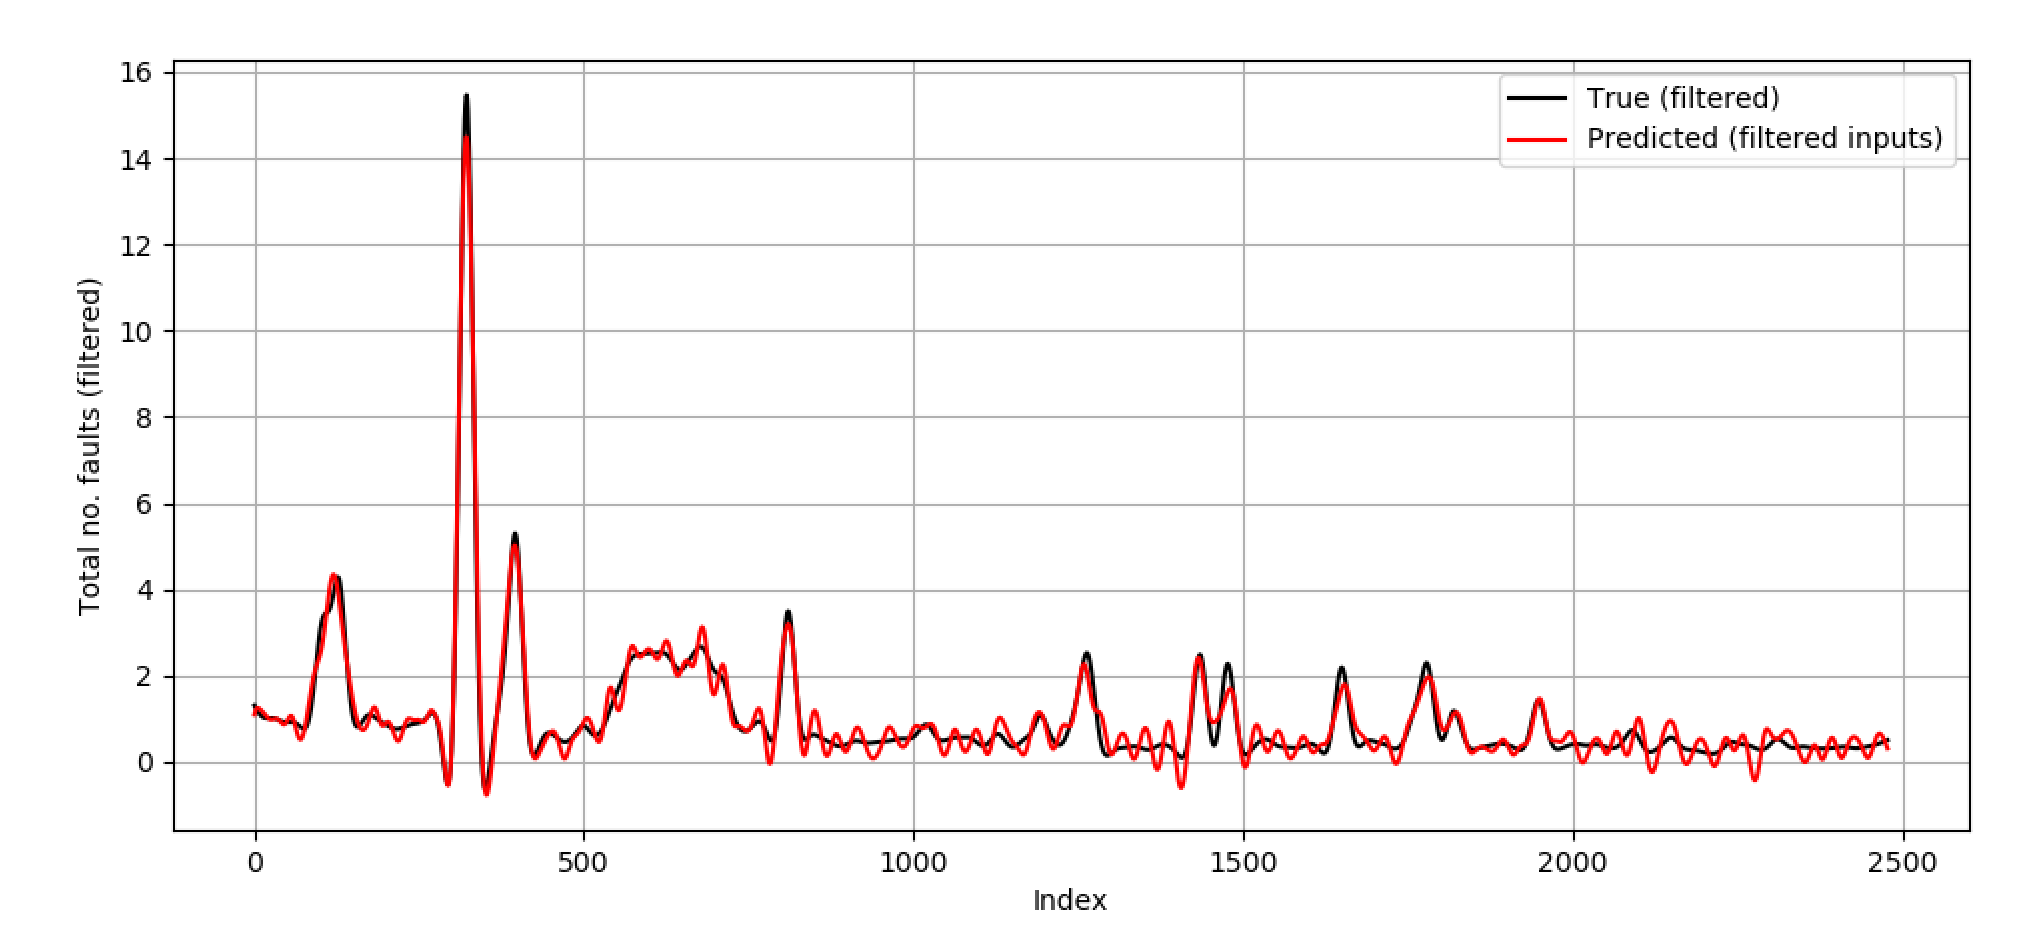 16
14
12
10
8
6
4
2
0
Total no. faults (filtered)
True (filtered)
Predicted (filtered inputs)
0 500 1000 1500 2000 2500
Index